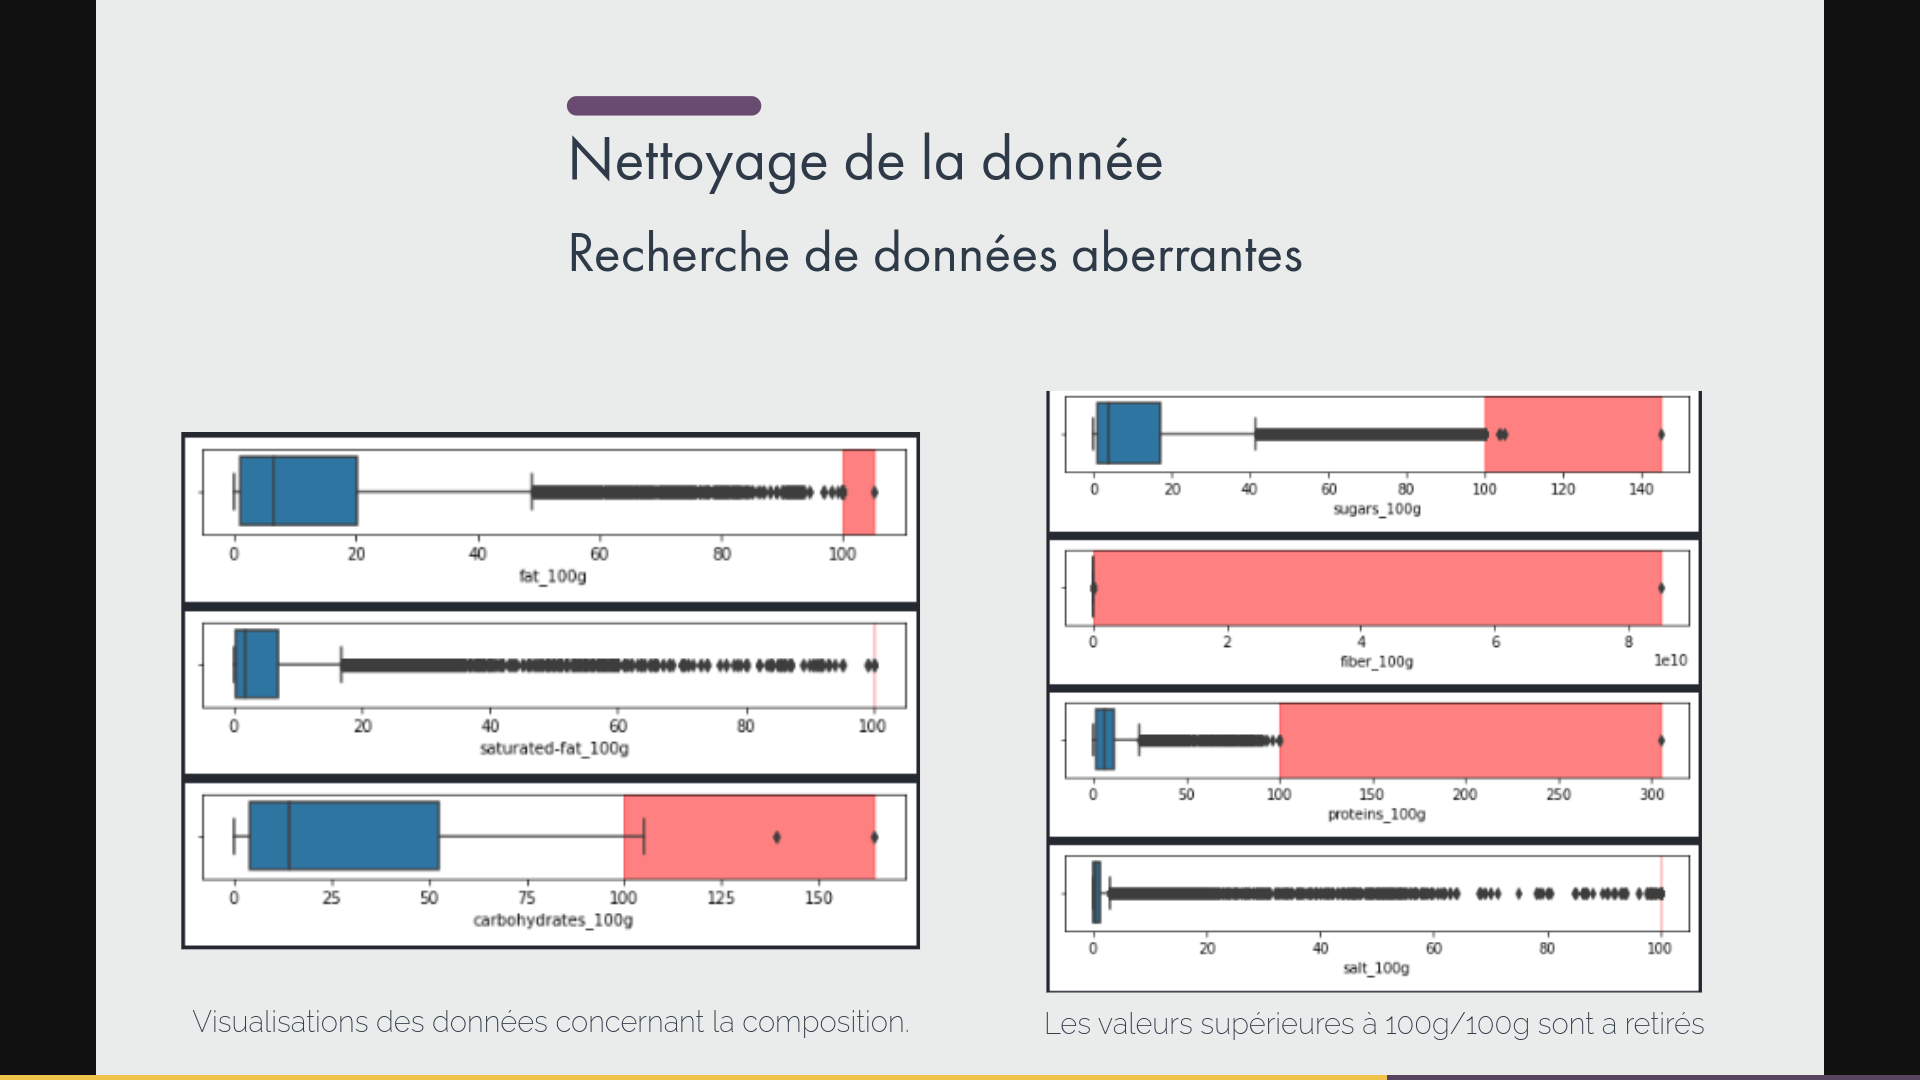 Nettoyage de la donnée
Recherche de données aberrantes
0 20 40 60 80 100
fat_100g
0 20 40 60 80 100
saturated-fat_100g
0 25 50 75 100 125 150
carbohydrates_100g
Visualisations des données concernant la composition.
0 20 40 60 80 100 120 140
sugars_100g
0 2 4 6 8
1e10
fiber_100g
0 50 100 150 200 250 300
proteins_100g
0 20 40 60 80 100
salt_100g
Les valeurs supérieures à 100g/100g sont a retirés